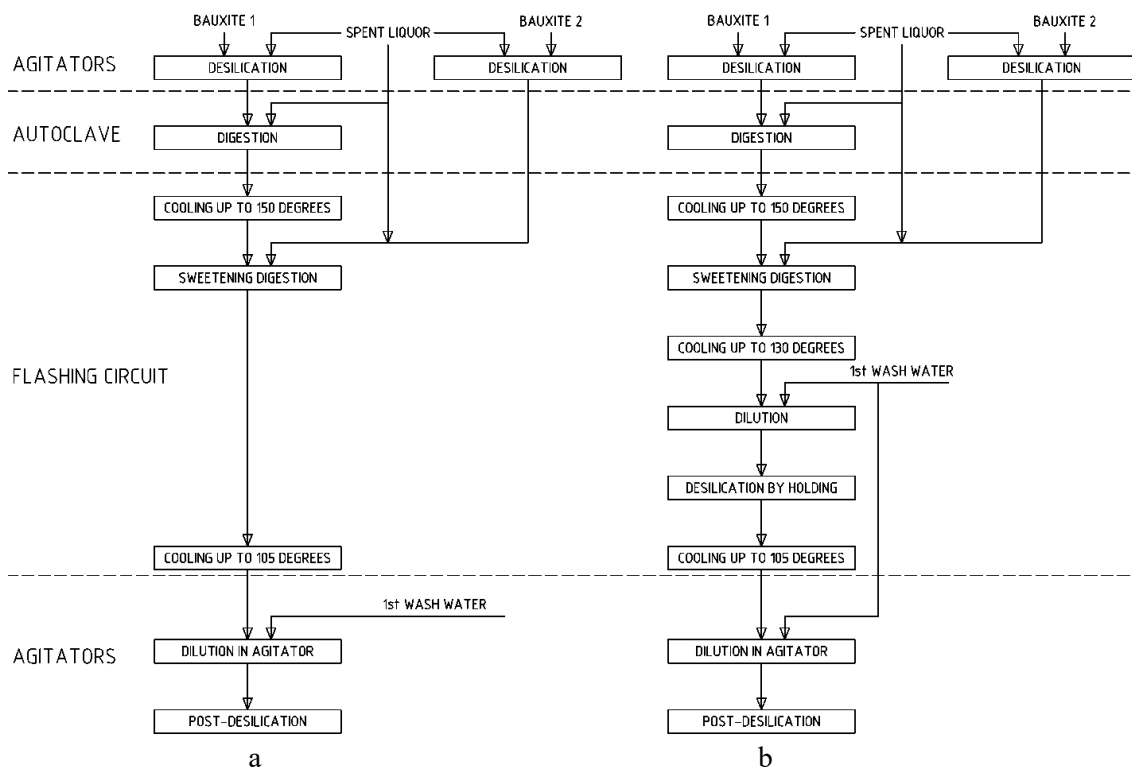 BAUXITE 1
SPENT LIQUOR
BAUXITE 2
BAUXITE 1
SPENT LIQUOR
BAUXITE 2
AGITATORS
DESILICATION
DESILICATION
DESILICATION
DESILICATION
AUTOCLAVE
DIGESTION
DIGESTION
COOLING UP TO 150 DEGREES
COOLING UP TO 150 DEGREES
SWEETENING DIGESTION
SWEETENING DIGESTION
COOLING UP TO 130 DEGREES
FLASHING CIRCUIT
1st WASH WATER
DILUTION
DESILICATION BY HOLDING
COOLING UP TO 105 DEGREES
COOLING UP TO 105 DEGREES
1st WASH WATER
AGITATORS
DILUTION IN AGITATOR
DILUTION IN AGITATOR
POST-DESILICATION
POST-DESILICATION
a
b